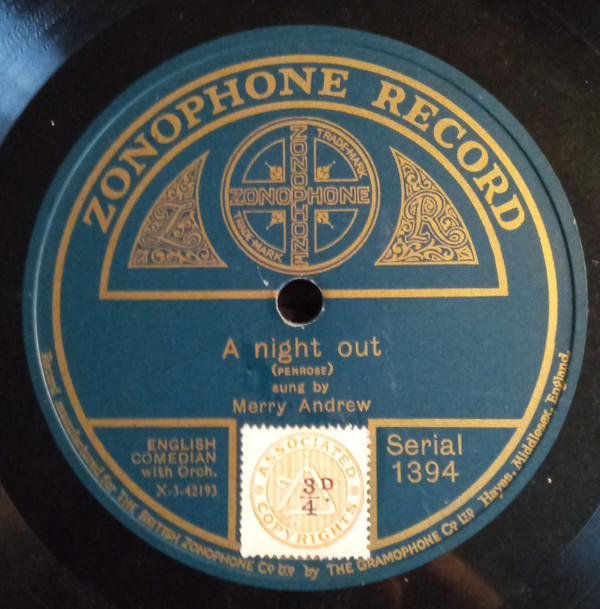 ZONOPHONE RECORD
TRADE-MARK
ZONOPHONE
ZONOPHONE
TRADE-MARK
Z
R
A night out
(PENROSE)
sung by
Merry Andrew
ENGLISH
COMEDIAN
with Orch.
X-3-42193
ASSOCIATED
3D
4
COPYRIGHTS
Serial
1394
Record manufactured for THE BRITISH ZONOPHONE Co LTD by THE GRAMOPHONE Co LTD Hayes, Middlesex, England.